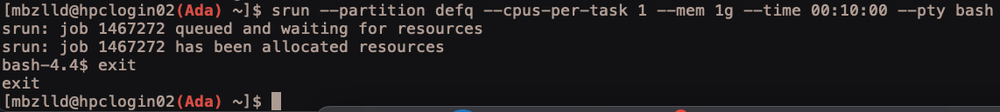 [mbzlld@hpclogin02(Ada) ~]$ srun --partition defq --cpus-per-task 1 --mem 1g --time 00:10:00 --pty bash
srun: job 1467272 queued and waiting for resources
srun: job 1467272 has been allocated resources
bash-4.4$ exit
exit
[mbzlld@hpclogin02(Ada) ~]$